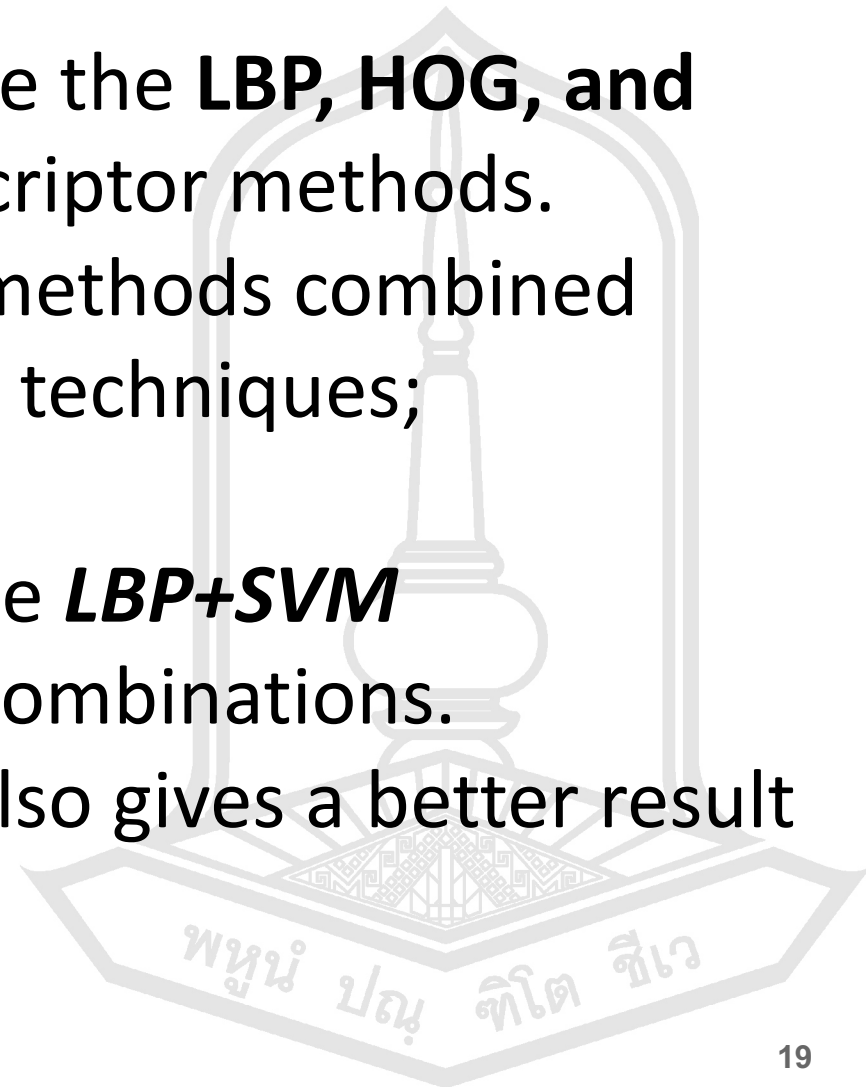 e the LBP, HOG, and
criptor methods.
methods combined
techniques;
e LBP+SVM
ombinations.
lso gives a better result
พหูนํ ปณฺฑิโต ชีเว
19